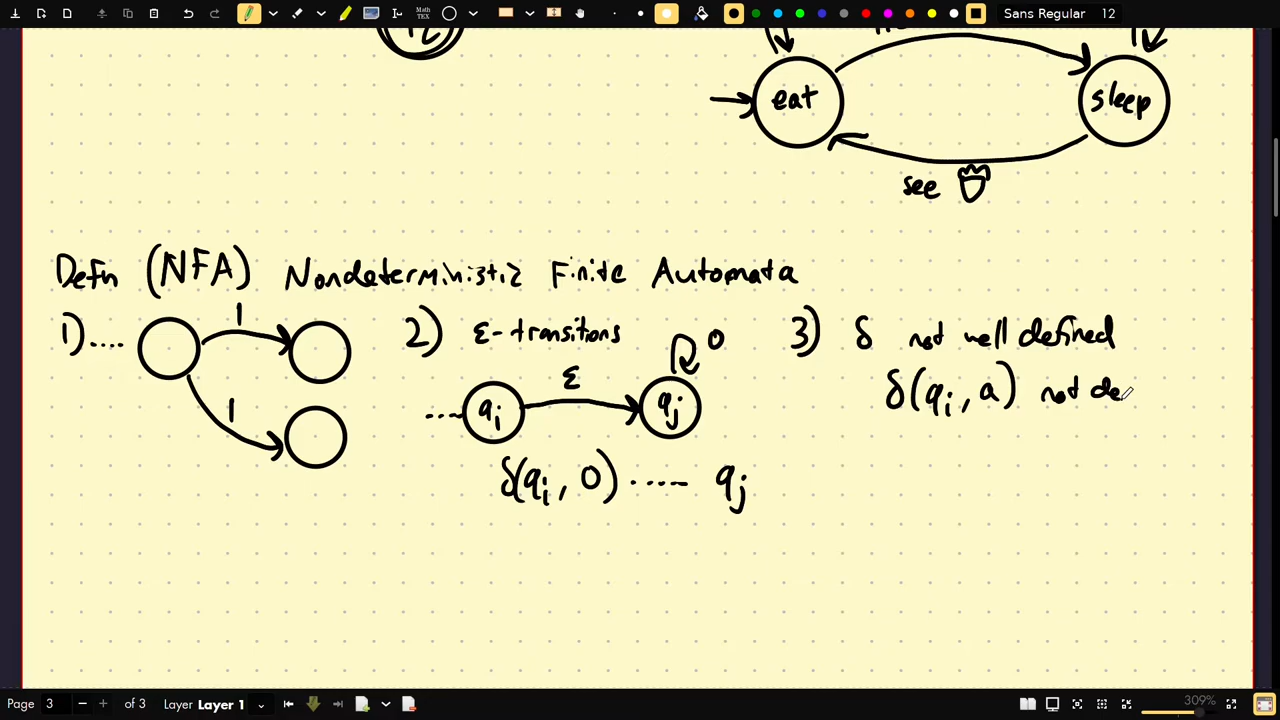 Sans Regular 12
eat
sleep
see
Defn (NFA) Nondeterministic Finite Automata
1).... 1 1
2) ε-transitions
ε 0
.... qi qj
δ(qi, 0) ..... qj
3) δ not well defined
δ(qi, a) not de
Page 3 of 3 Layer Layer 1 309%